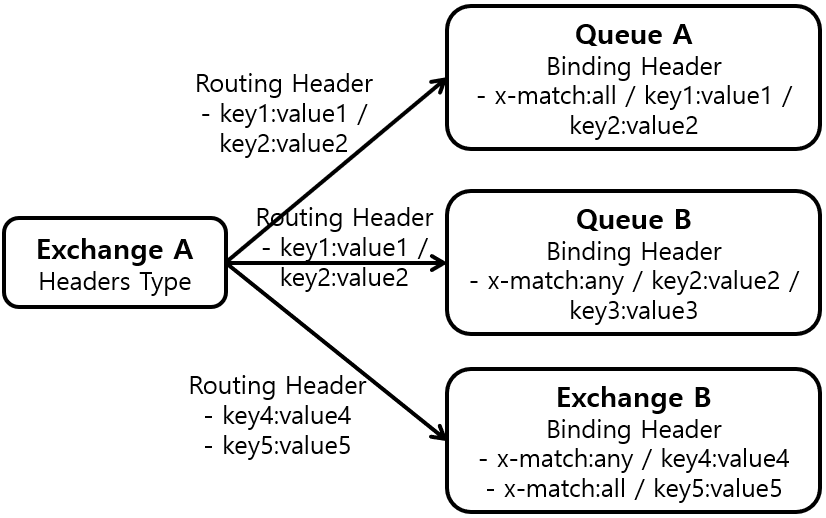 Queue A
Binding Header
- x-match:all / key1:value1 /
key2:value2
Routing Header
- key1:value1 /
key2:value2
Queue B
Binding Header
- x-match:any / key2:value2 /
key3:value3
Routing Header
- key1:value1 /
key2:value2
Exchange A
Headers Type
Routing Header
- key4:value4
- key5:value5
Exchange B
Binding Header
- x-match:any / key4:value4
- x-match:all / key5:value5